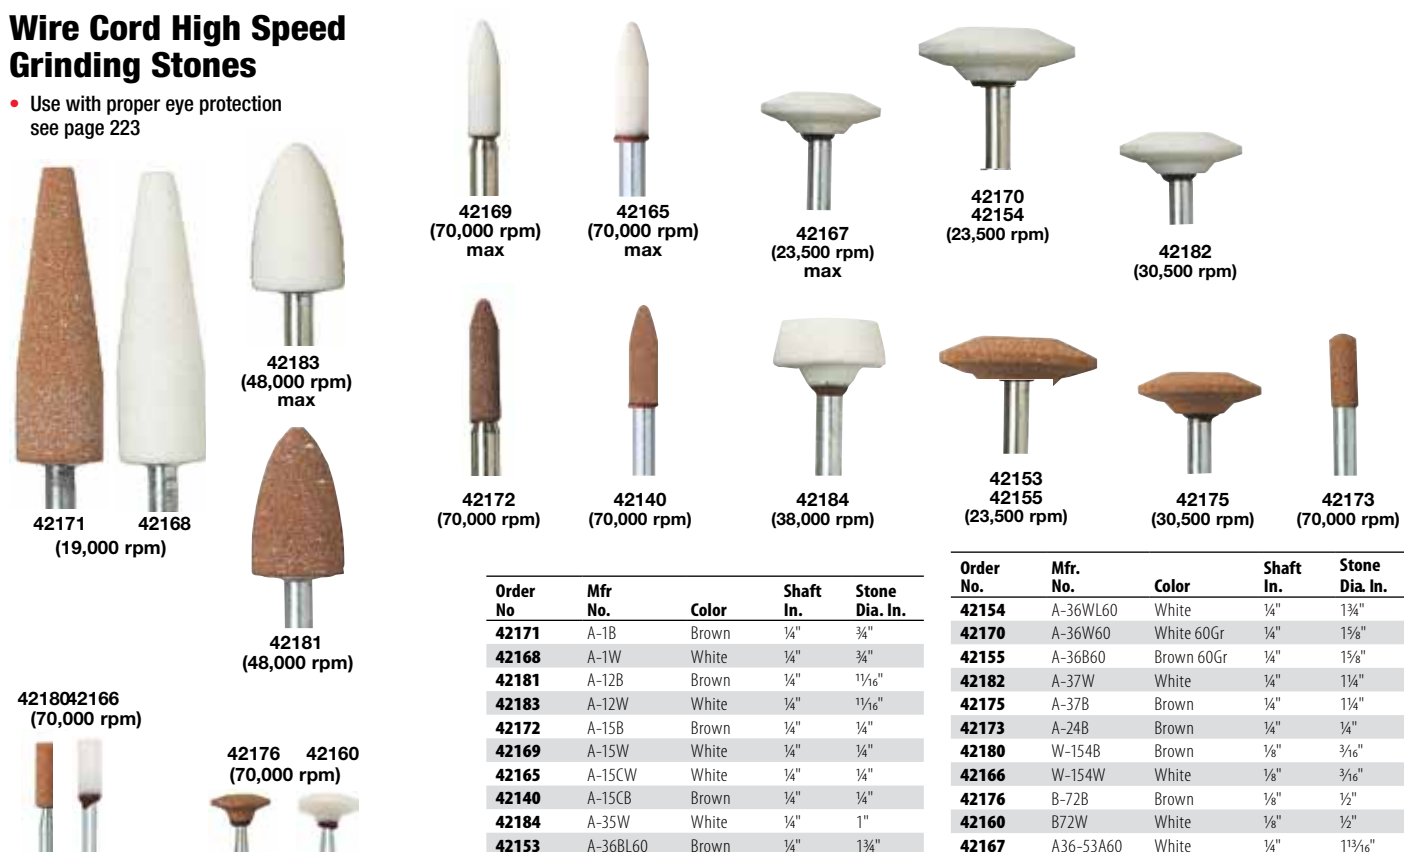 Wire Cord High Speed
Grinding Stones
• Use with proper eye protection
see page 223
42169
(70,000 rpm)
max
42165
(70,000 rpm)
max
42167
(23,500 rpm)
max
42170
42154
(23,500 rpm)
42182
(30,500 rpm)
42183
(48,000 rpm)
max
42171 42168
(19,000 rpm)
42172
(70,000 rpm)
42140
(70,000 rpm)
42184
(38,000 rpm)
42153
42155
(23,500 rpm)
42175
(30,500 rpm)
42173
(70,000 rpm)
42181
(48,000 rpm)
4218042166
(70,000 rpm)
42176 42160
(70,000 rpm)
Order Mfr Shaft Stone
No No. Color In. Dia. In.
42171 A-1B Brown ¼" ¾"
42168 A-1W White ¼" ¾"
42181 A-12B Brown ¼" 11⁄16"
42183 A-12W White ¼" 11⁄16"
42172 A-15B Brown ¼" ¼"
42169 A-15W White ¼" ¼"
42165 A-15CW White ¼" ¼"
42140 A-15CB Brown ¼" ¼"
42184 A-35W White ¼" 1"
42153 A-36BL60 Brown ¼" 1¾"
Order Mfr. Shaft Stone
No. No. Color In. Dia. In.
42154 A-36WL60 White ¼" 1¾"
42170 A-36W60 White 60Gr ¼" 1⅝"
42155 A-36B60 Brown 60Gr ¼" 1⅝"
42182 A-37W White ¼" 1¼"
42175 A-37B Brown ¼" 1¼"
42173 A-24B Brown ¼" ¼"
42180 W-154B Brown ⅛" 3⁄16"
42166 W-154W White ⅛" 3⁄16"
42176 B-72B Brown ⅛" ½"
42160 B72W White ⅛" ½"
42167 A36-53A60 White ¼" 113⁄16"